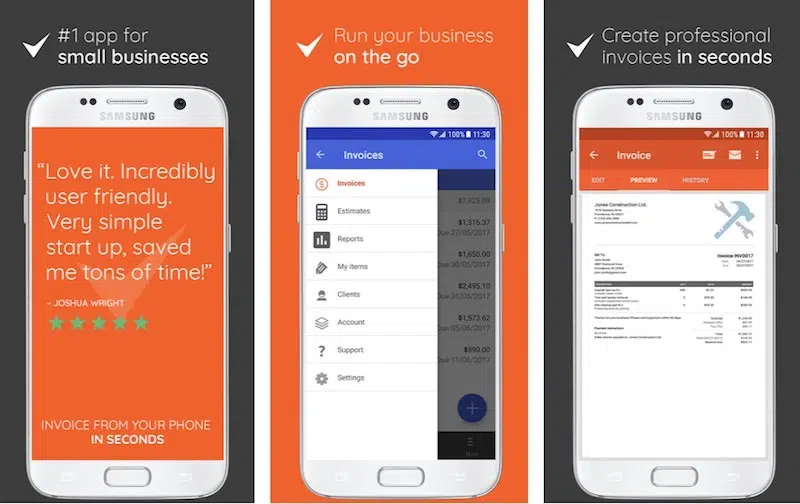 #1 app for
small businesses
SAMSUNG
“Love it. Incredibly
user friendly.
Very simple
start up, saved
me tons of time!”
- JOSHUA WRIGHT
INVOICE FROM YOUR PHONE
IN SECONDS
Run your business
on the go
SAMSUNG
100% 11:30
Invoices
Invoices
Estimates
Reports
My items
Clients
Account
Support
Settings
$7,325.09
$1,316.37
Due 27/05/2017
$1,650.00
Due 30/05/2017
$2,495.10
Due 31/05/2017
$1,573.62
Due 05/06/2017
$890.00
Due 11/06/2017
More
Create professional
invoices in seconds
SAMSUNG
100% 11:30
Invoice
EDIT PREVIEW HISTORY
Jones Construction Ltd.
Invoice INV0017